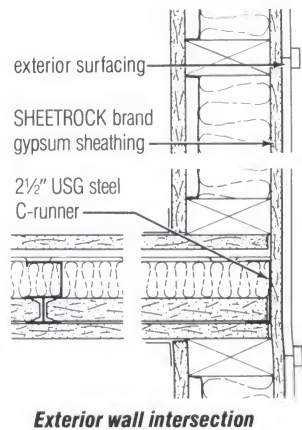 exterior surfacing
SHEETROCK brand
gypsum sheathing
2½″ USG steel
C-runner
Exterior wall intersection